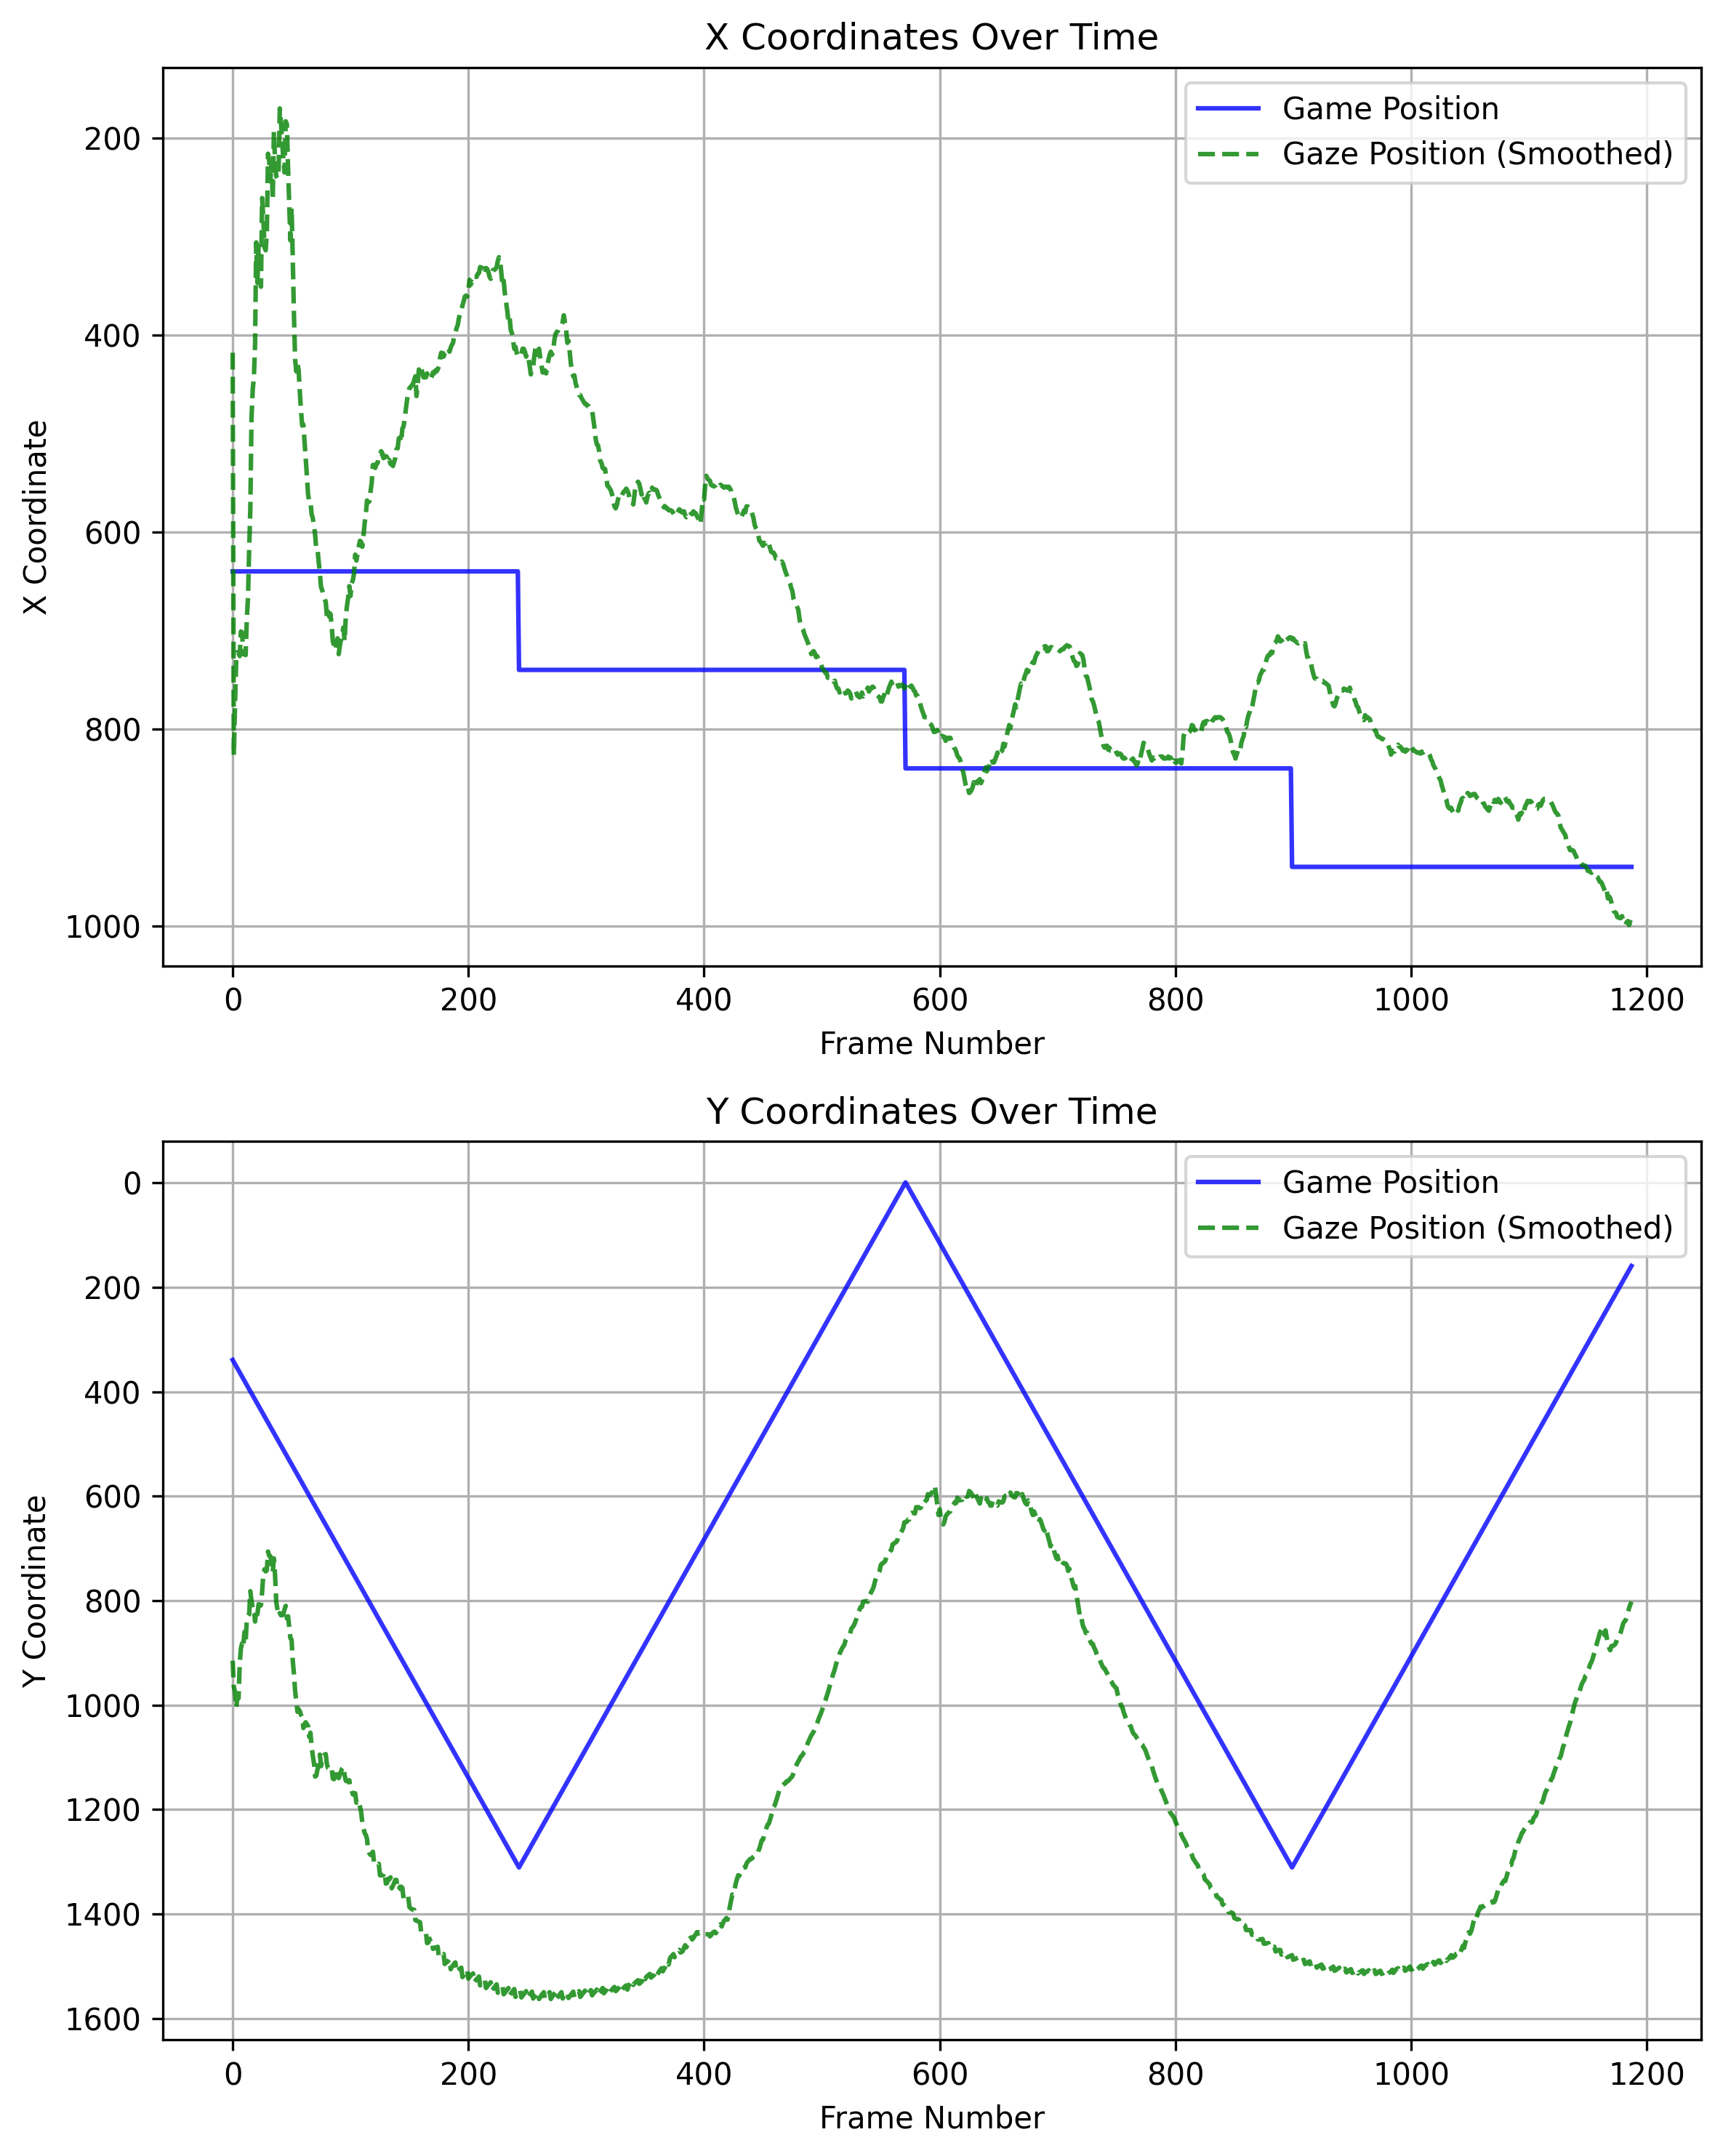 X Coordinates Over Time
Game Position
Gaze Position (Smoothed)
200
400
600
800
1000
X Coordinate
0 200 400 600 800 1000 1200
Frame Number
Y Coordinates Over Time
Game Position
Gaze Position (Smoothed)
0
200
400
600
800
1000
1200
1400
1600
Y Coordinate
0 200 400 600 800 1000 1200
Frame Number